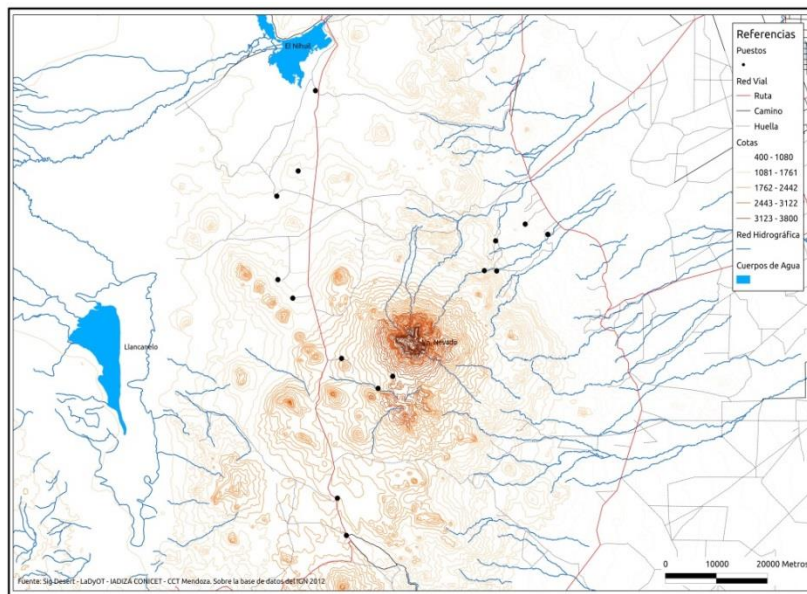 El Nihuil
Referencias
Puestos
Red Vial
Ruta
Camino
Huella
Cotas
400 - 1080
1081 - 1761
1762 - 2442
2443 - 3122
3123 - 3800
Red Hidrográfica
Cuerpos de Agua
Nevado
Llancanelo
0 10000 20000 Metros
Fuente: Sig Desert - LaDyOT - IADIZA CONICET - CCT Mendoza. Sobre la base de datos del IGN 2012